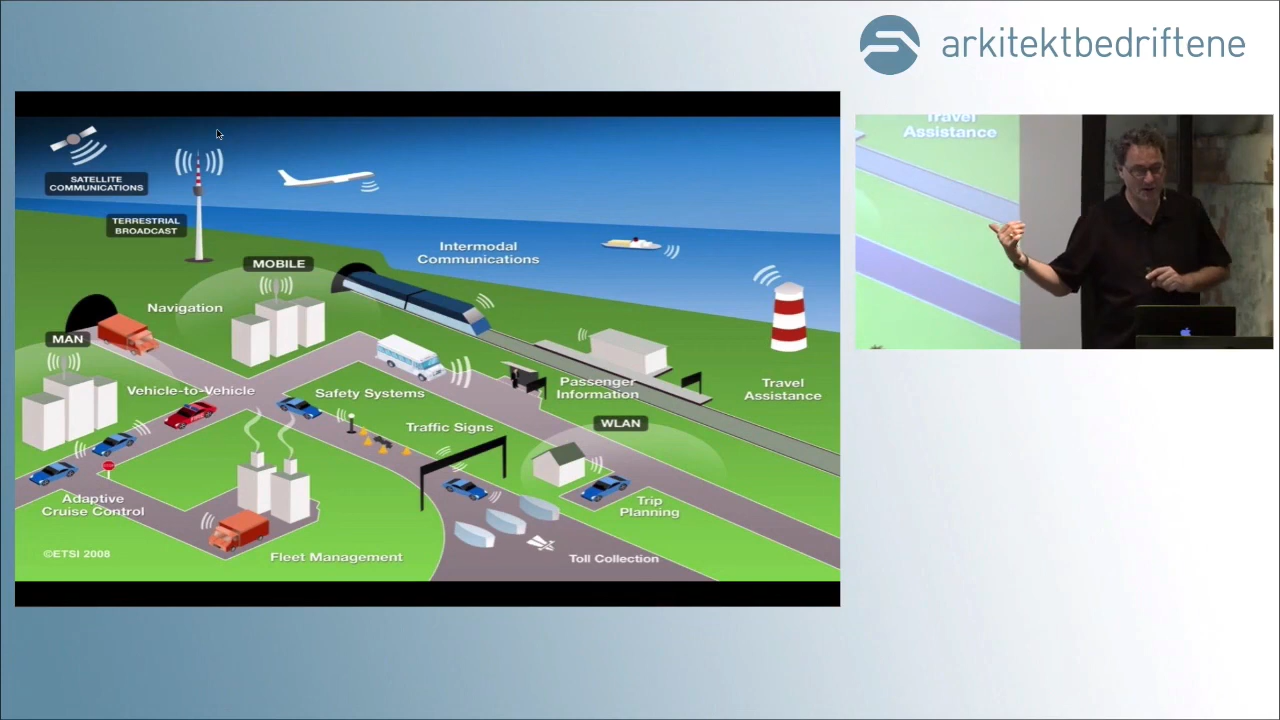 arkitektbedriftene
Travel
Assistance
SATELLITE
COMMUNICATIONS
TERRESTRIAL
BROADCAST
Intermodal
Communications
MOBILE
Navigation
MAN
Vehicle-to-Vehicle
Safety Systems
Passenger
Information
Travel
Assistance
Traffic Signs
WLAN
Adaptive
Cruise Control
Trip
Planning
©ETSI 2008
Fleet Management
Toll Collection